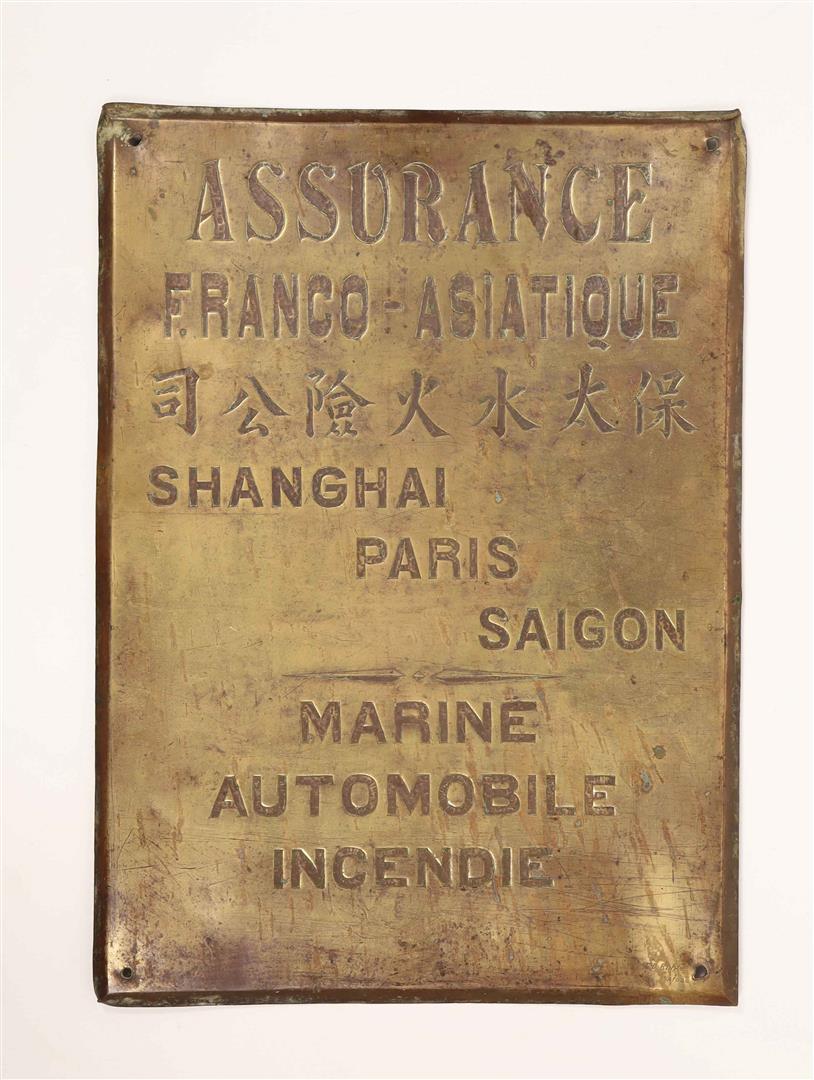 ASSURANCE
FRANCO-ASIATIQUE
保太水火險公司
SHANGHAI
PARIS
SAIGON
MARINE
AUTOMOBILE
INCENDIE